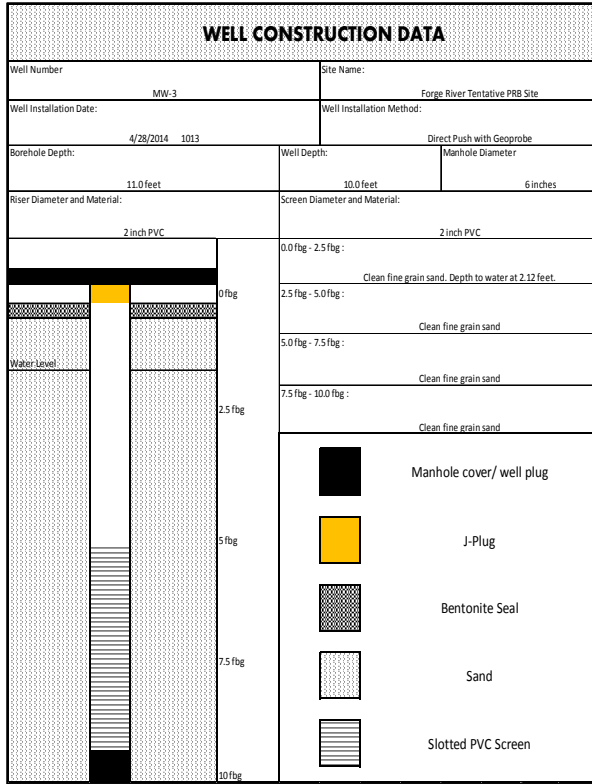 WELL CONSTRUCTION DATA
Well Number
MW-3
Site Name:
Forge River Tentative PRB Site
Well Installation Date:
4/28/2014 1013
Well Installation Method:
Direct Push with Geoprobe
Borehole Depth:
11.0 feet
Well Depth:
10.0 feet
Manhole Diameter
6 inches
Riser Diameter and Material:
2 inch PVC
Screen Diameter and Material:
2 inch PVC
0.0 fbg - 2.5 fbg :
Clean fine grain sand. Depth to water at 2.12 feet.
2.5 fbg - 5.0 fbg :
Clean fine grain sand
5.0 fbg - 7.5 fbg :
Clean fine grain sand
7.5 fbg - 10.0 fbg :
Clean fine grain sand
0 fbg
Water Level
2.5 fbg
5 fbg
7.5 fbg
10 fbg
Manhole cover/ well plug
J-Plug
Bentonite Seal
Sand
Slotted PVC Screen